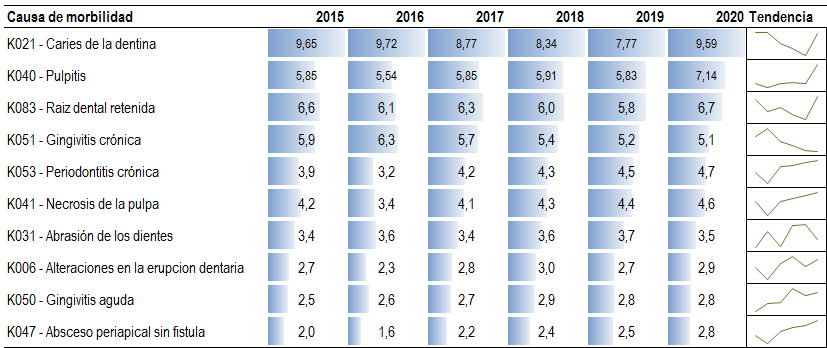 Causa de morbilidad 2015 2016 2017 2018 2019 2020 Tendencia
K021 - Caries de la dentina 9,65 9,72 8,77 8,34 7,77 9,59
K040 - Pulpitis 5,85 5,54 5,85 5,91 5,83 7,14
K083 - Raiz dental retenida 6,6 6,1 6,3 6,0 5,8 6,7
K051 - Gingivitis crónica 5,9 6,3 5,7 5,4 5,2 5,1
K053 - Periodontitis crónica 3,9 3,2 4,2 4,3 4,5 4,7
K041 - Necrosis de la pulpa 4,2 3,4 4,1 4,3 4,4 4,6
K031 - Abrasión de los dientes 3,4 3,6 3,4 3,6 3,7 3,5
K006 - Alteraciones en la erupcion dentaria 2,7 2,3 2,8 3,0 2,7 2,9
K050 - Gingivitis aguda 2,5 2,6 2,7 2,9 2,8 2,8
K047 - Absceso periapical sin fistula 2,0 1,6 2,2 2,4 2,5 2,8